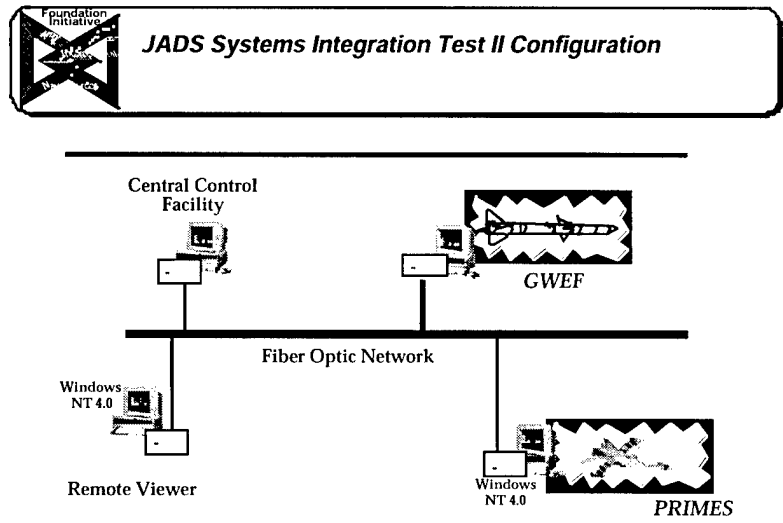 Foundation
Initiative
JADS Systems Integration Test II Configuration
Central Control
Facility
GWEF
Fiber Optic Network
Windows
NT 4.0
Remote Viewer
Windows
NT 4.0
PRIMES